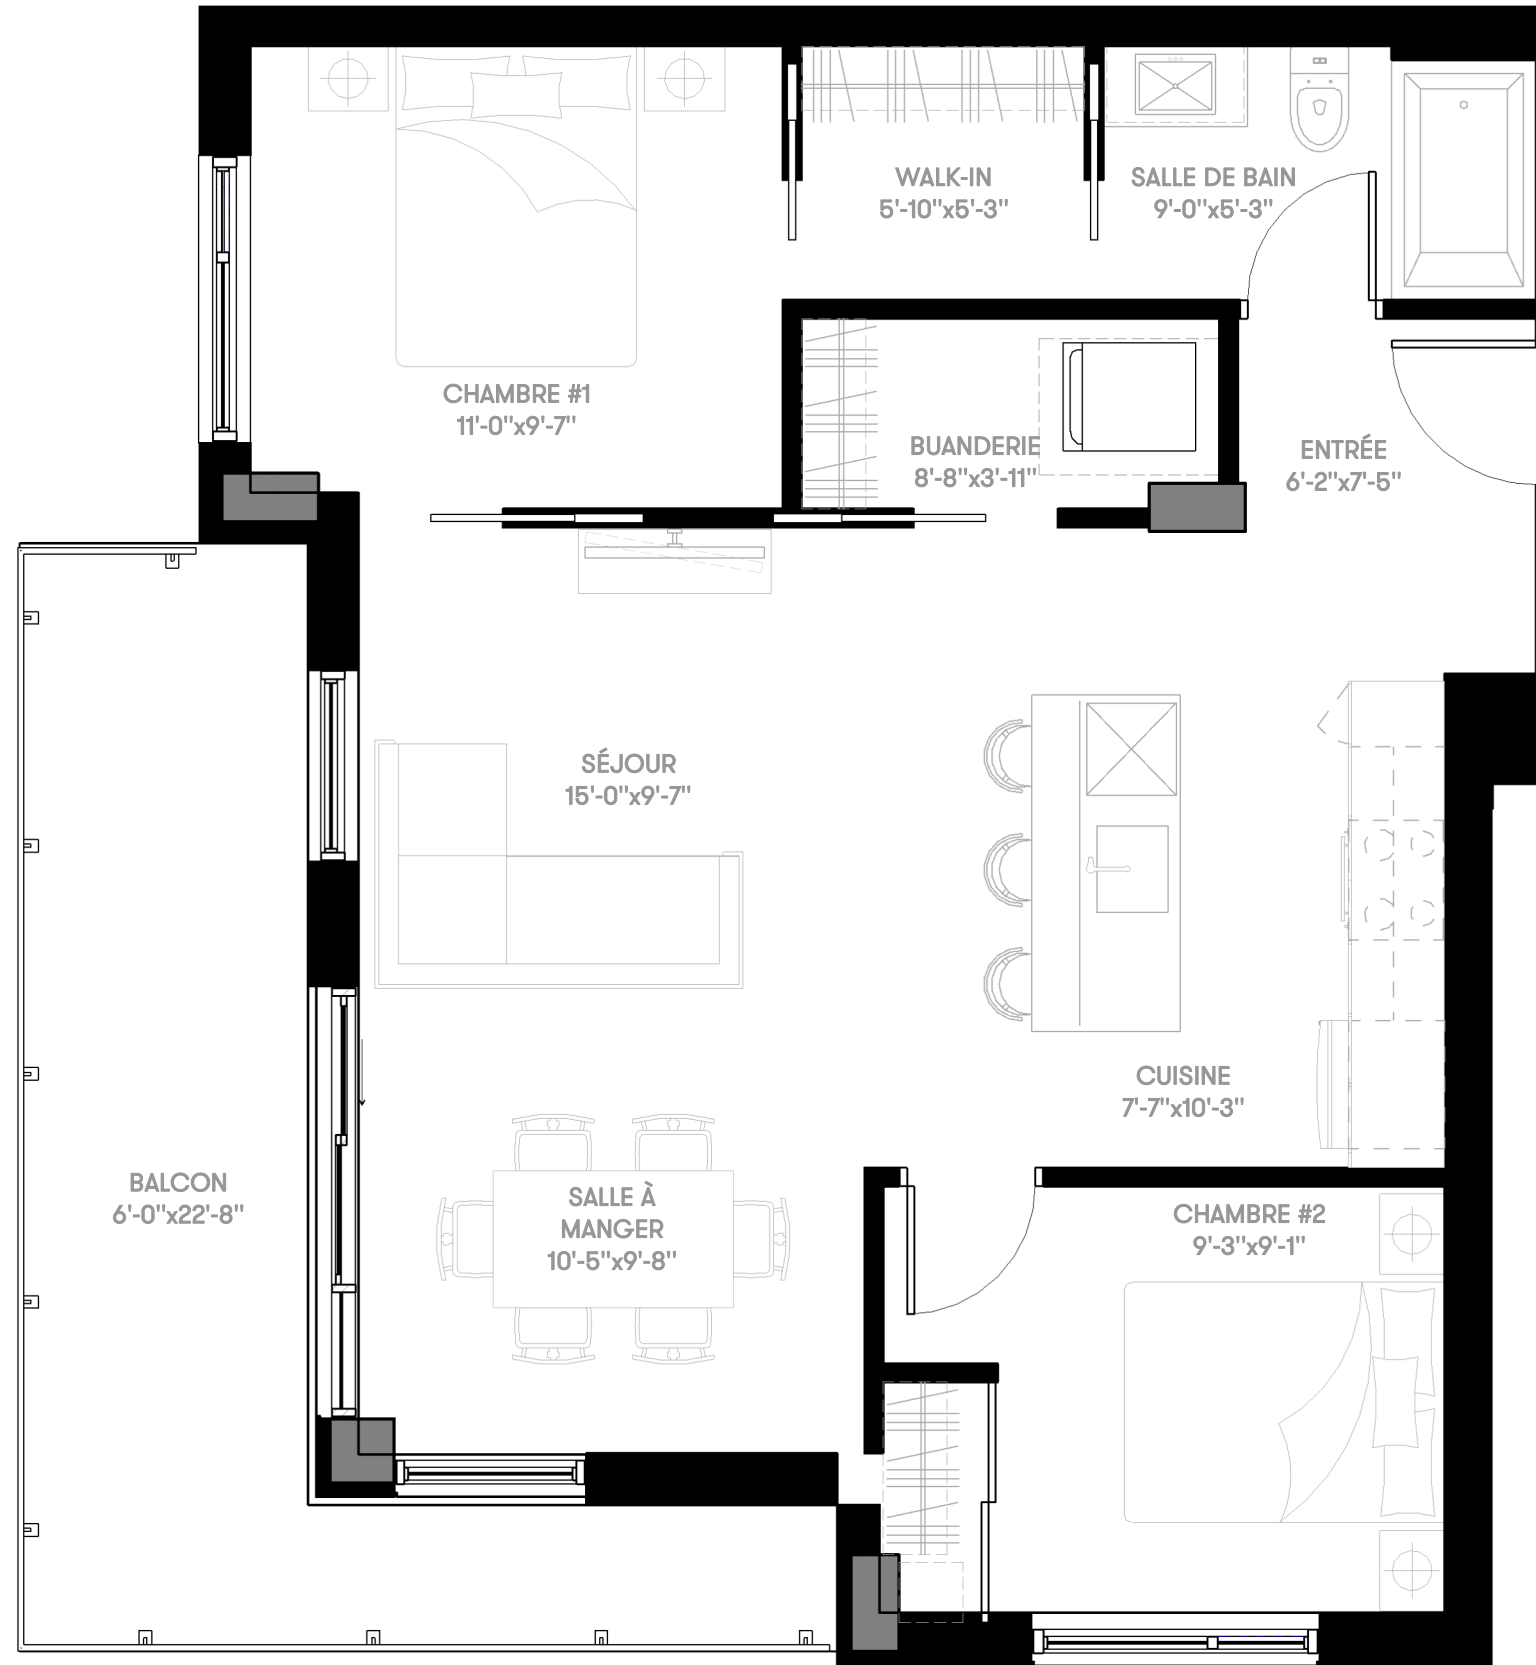 WALK-IN
5'-10"x5'-3"
SALLE DE BAIN
9'-0"x5'-3"
CHAMBRE #1
11'-0"x9'-7"
BUANDERIE
8'-8"x3'-11"
ENTRÉE
6'-2"x7'-5"
SÉJOUR
15'-0"x9'-7"
CUISINE
7'-7"x10'-3"
BALCON
6'-0"x22'-8"
SALLE À
MANGER
10'-5"x9'-8"
CHAMBRE #2
9'-3"x9'-1"